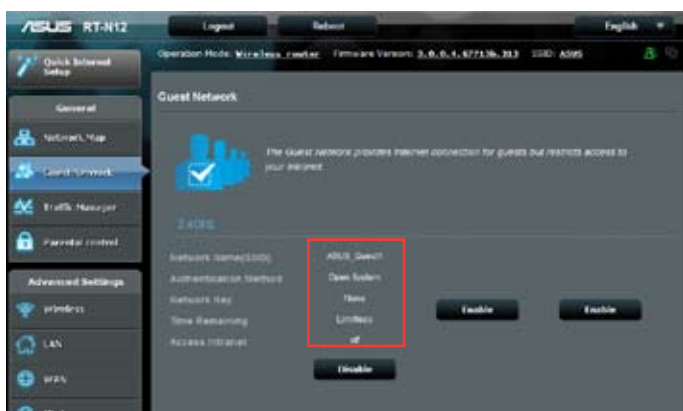 ASUS RT-N12
Logout
Reboot
English
Quick Internet Setup
Operation Mode: Wireless router Firmware Version: SSID: ASUS
General
Network Map
Guest Network
Traffic Manager
Parental control
Advanced Settings
Wireless
LAN
WAN
Guest Network
The Guest Network provides Internet connection for guests but restricts access to your intranet
2.4GHz
Network Name(SSID) ASUS_Guest1
Authentication Method Open System
Network Key None
Time Remaining Limitless
Access Intranet off
Enable
Enable
Disable